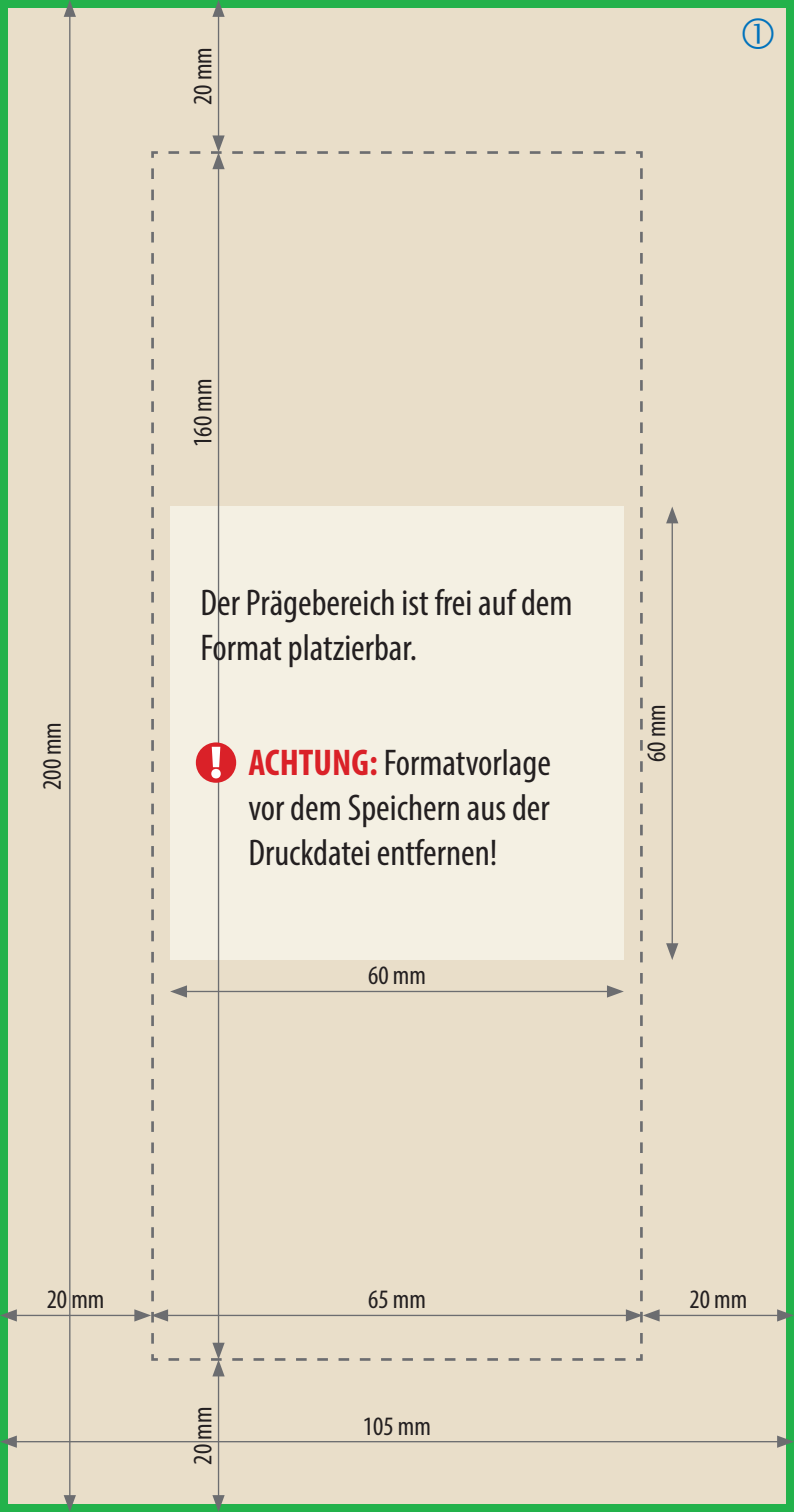 ①
20 mm
160 mm
Der Prägebereich ist frei auf dem
Format platzierbar.
200 mm
60 mm
! ACHTUNG: Formatvorlage
vor dem Speichern aus der
Druckdatei entfernen!
60 mm
20 mm
65 mm
20 mm
20 mm
105 mm